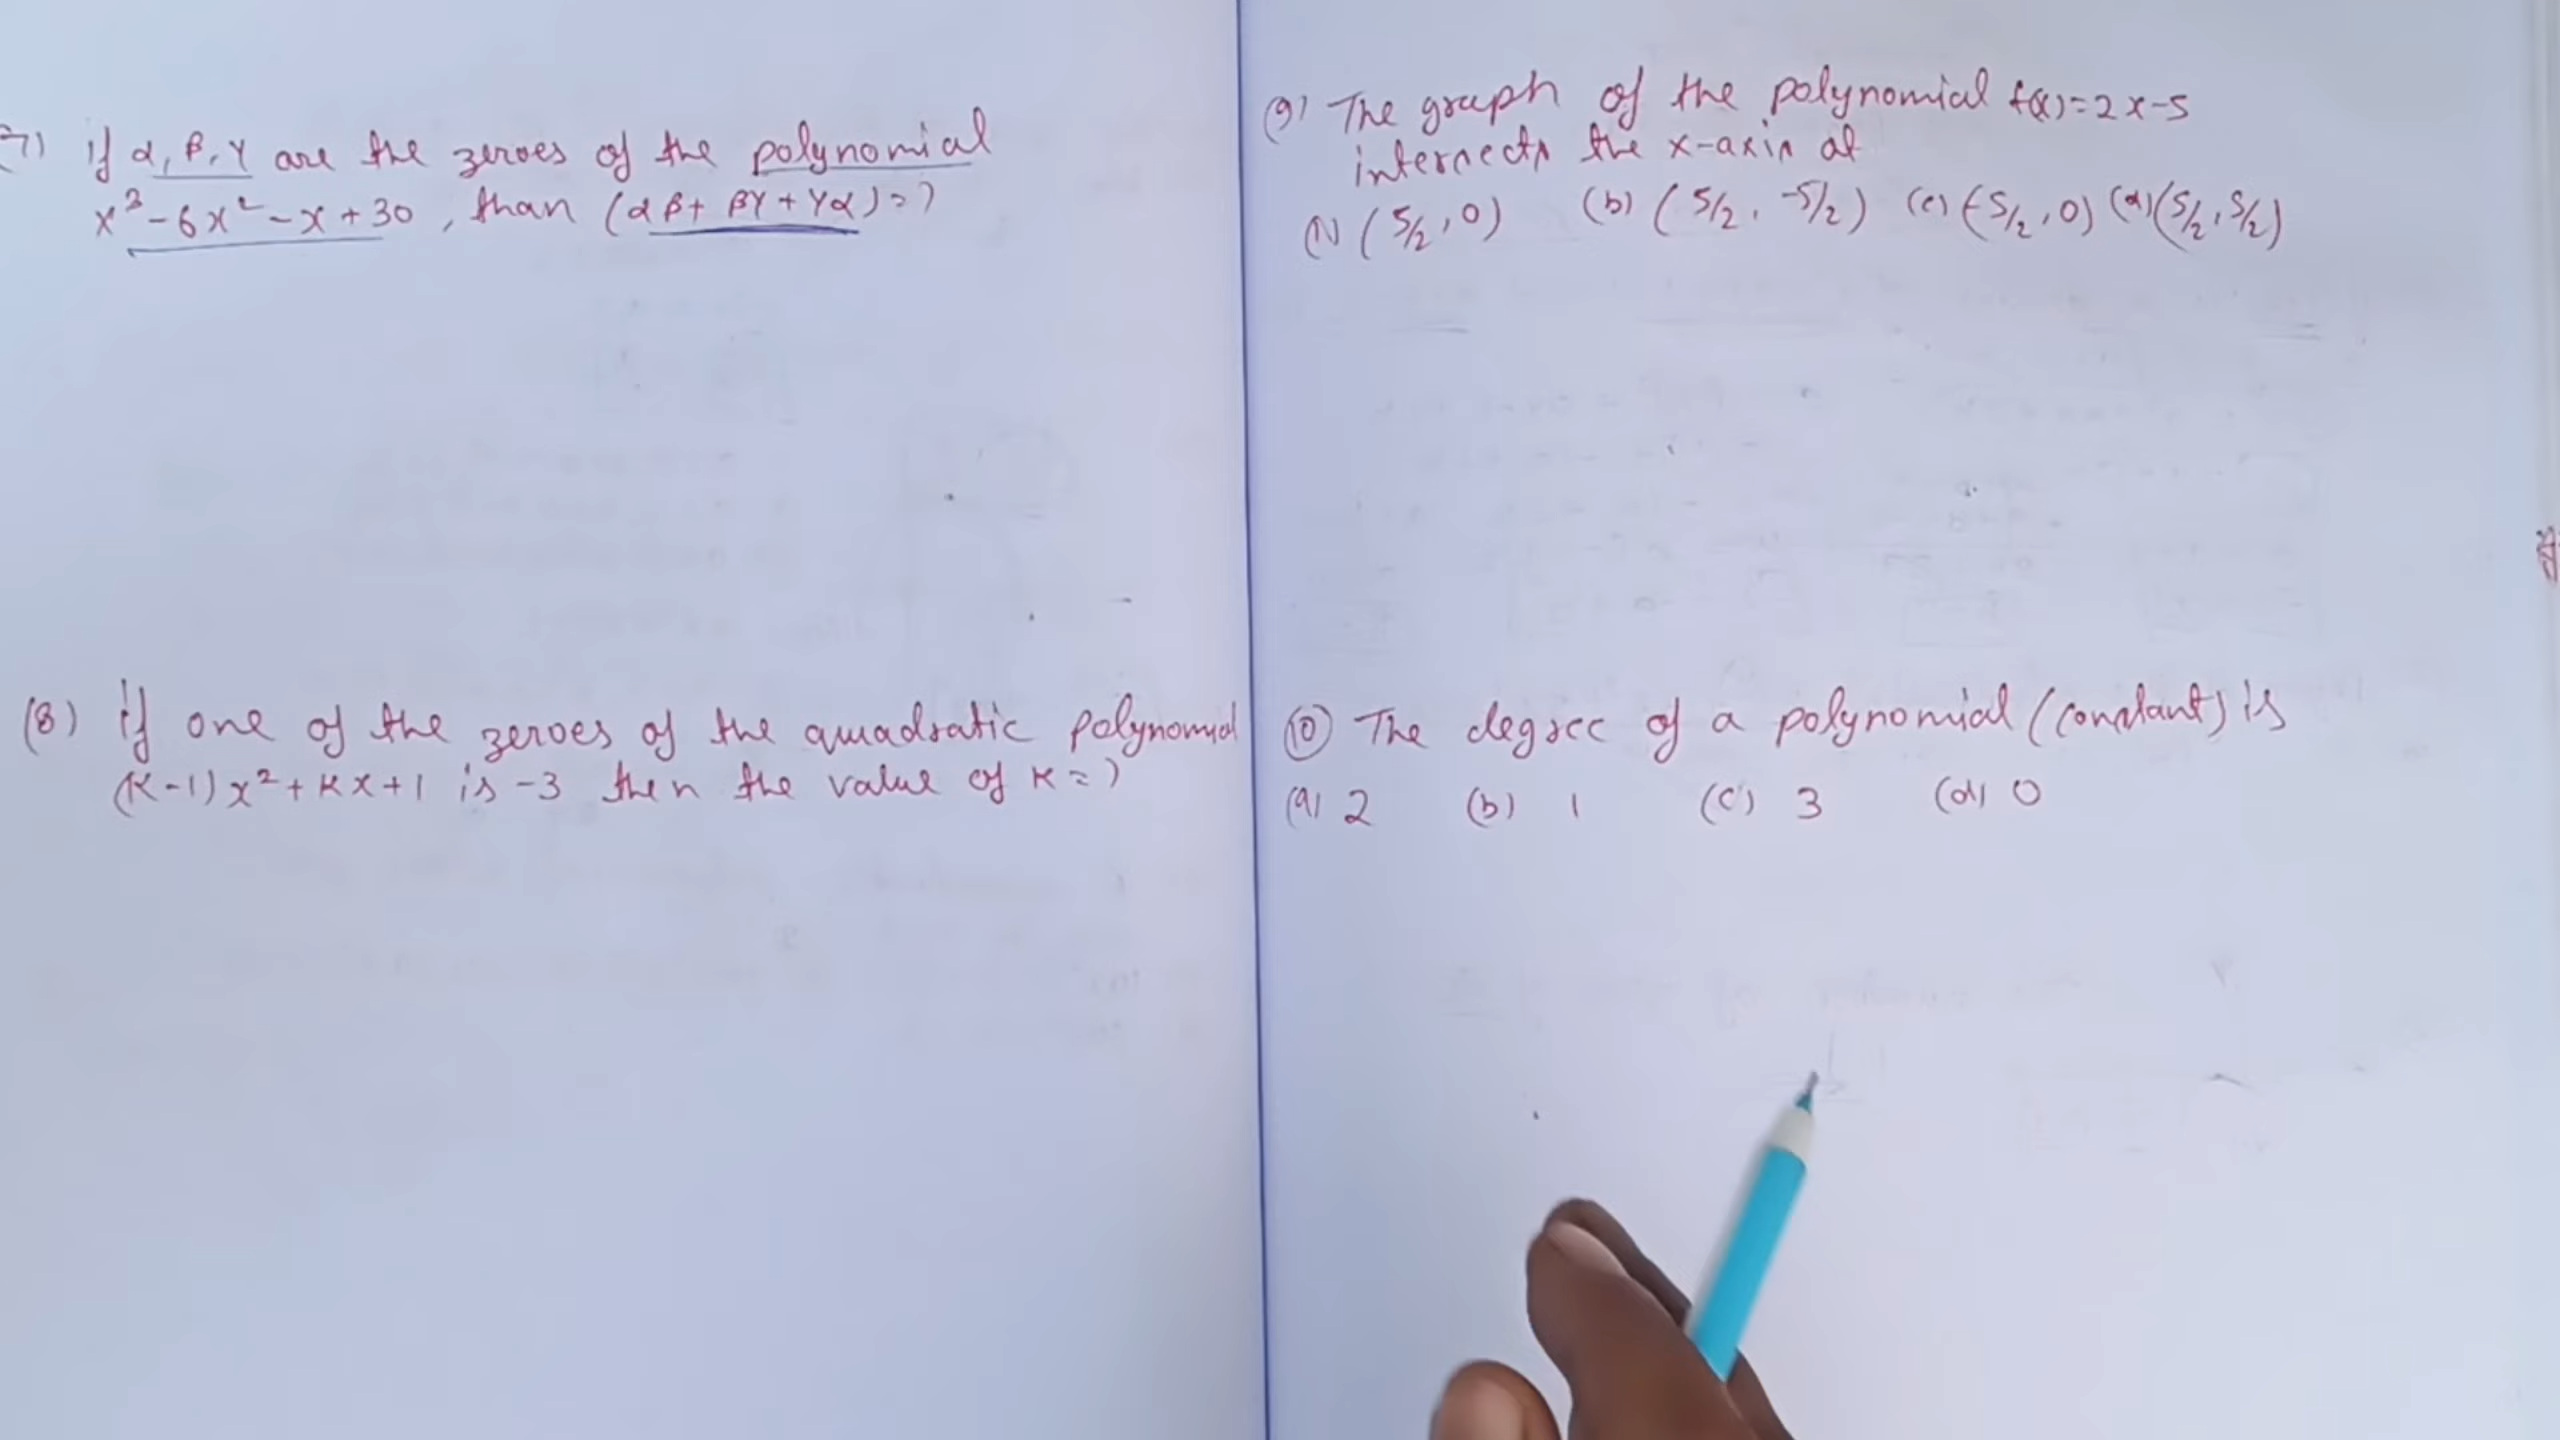 7) if α, β, γ are the zeroes of the polynomial
x³-6x²-x+30, than (αβ+ βγ+γα)=?
(8) if one of the zeroes of the quadratic polynomial
(K-1)x²+Kx+1 is -3 then the value of K=?
(9) The graph of the polynomial f(x)=2x-5
intersects the x-axis at
(5/2,0) (b) (5/2, -5/2) (c) (-5/2,0) (d) (5/2,5/2)
(10) The degree of a polynomial (constant) is
(a) 2 (b) 1 (c) 3 (d) 0